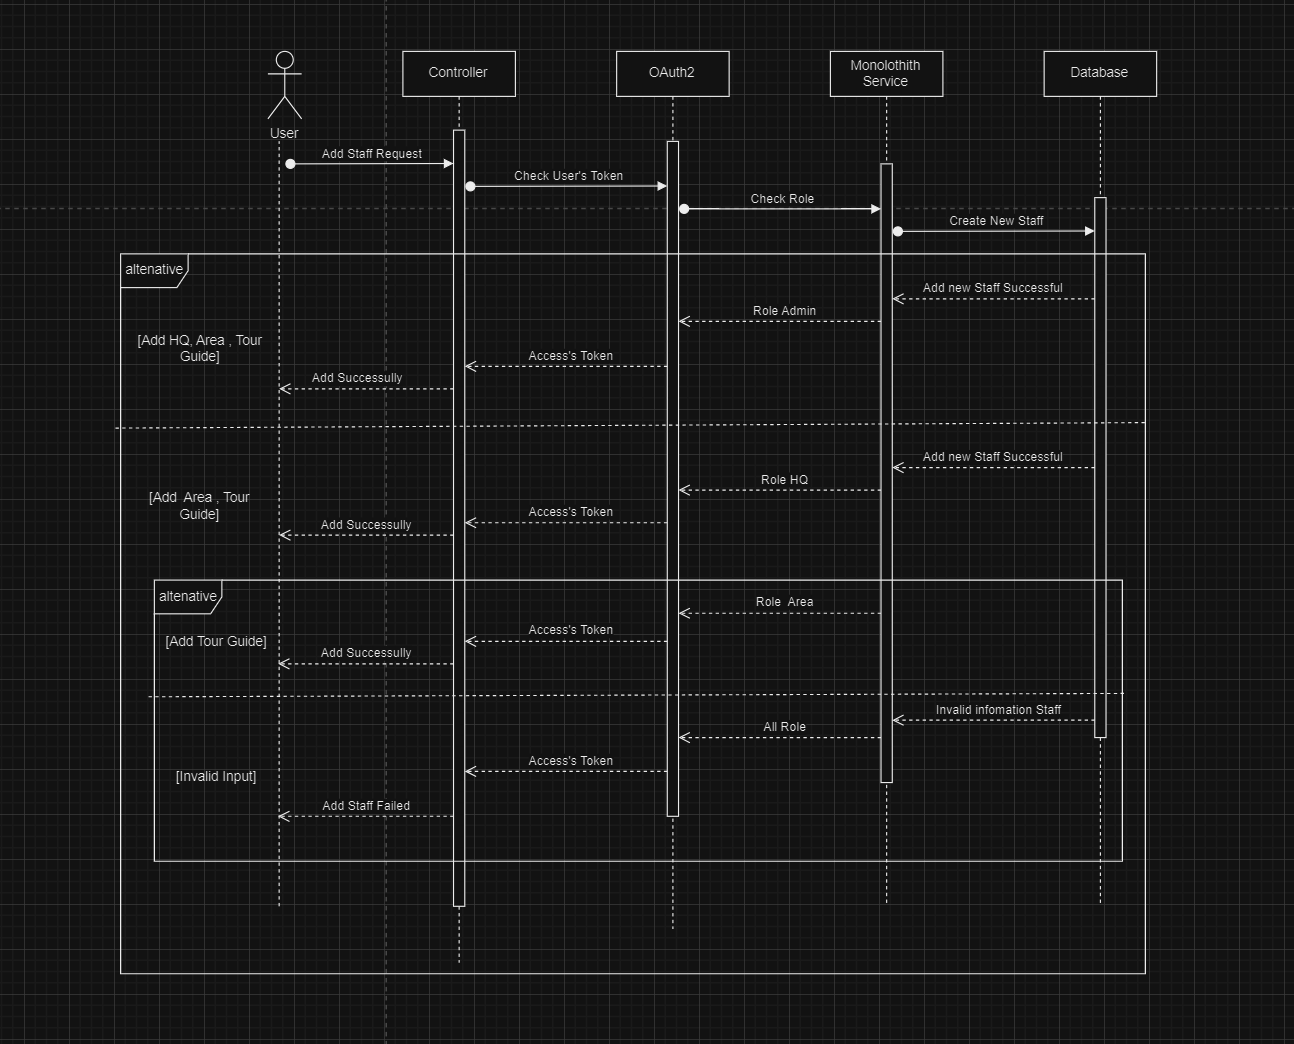 Controller
OAuth2
Monolothith
Service
Database
User
Add Staff Request
Check User's Token
Check Role
Create New Staff
altenative
Add new Staff Successful
Role Admin
[Add HQ, Area , Tour
Guide]
Access's Token
Add Successully
Add new Staff Successful
Role HQ
[Add  Area , Tour
Guide]
Access's Token
Add Successully
altenative
Role  Area
Access's Token
[Add Tour Guide]
Add Successully
Invalid infomation Staff
All Role
Access's Token
[Invalid Input]
Add Staff Failed